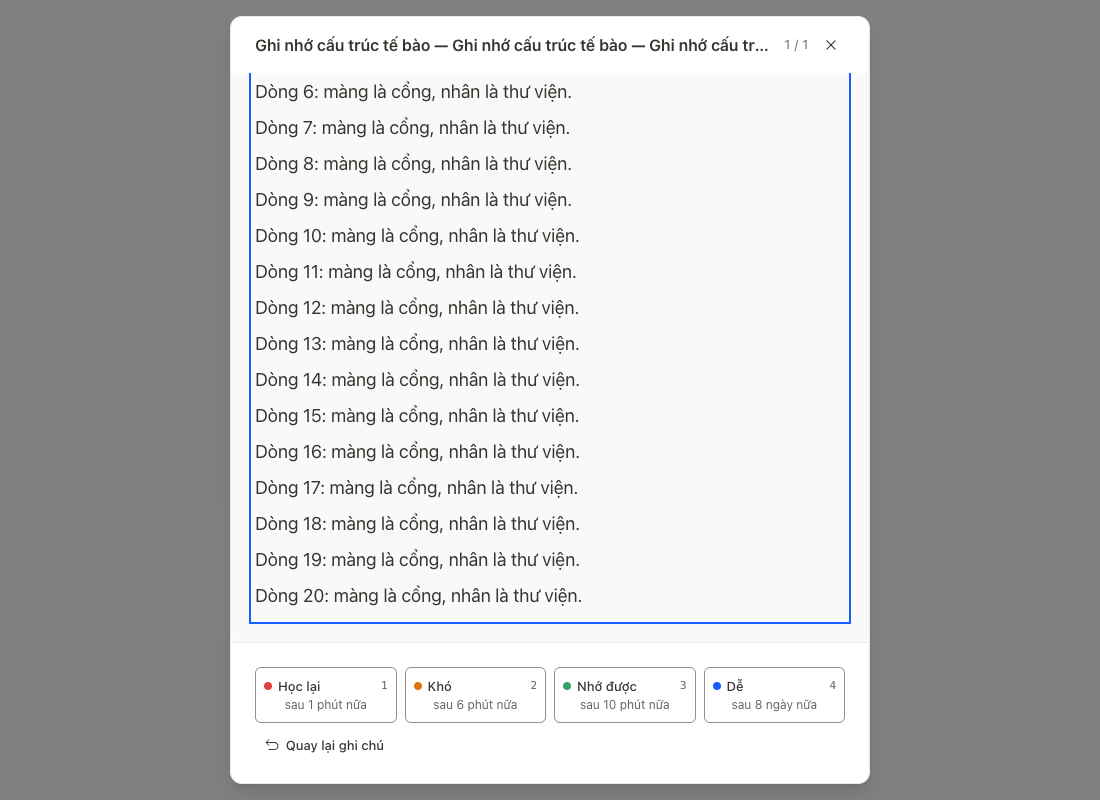 Ghi nhớ cấu trúc tế bào — Ghi nhớ cấu trúc tế bào — Ghi nhớ cấu tr... 1 / 1
Dòng 6: màng là cổng, nhân là thư viện.
Dòng 7: màng là cổng, nhân là thư viện.
Dòng 8: màng là cổng, nhân là thư viện.
Dòng 9: màng là cổng, nhân là thư viện.
Dòng 10: màng là cổng, nhân là thư viện.
Dòng 11: màng là cổng, nhân là thư viện.
Dòng 12: màng là cổng, nhân là thư viện.
Dòng 13: màng là cổng, nhân là thư viện.
Dòng 14: màng là cổng, nhân là thư viện.
Dòng 15: màng là cổng, nhân là thư viện.
Dòng 16: màng là cổng, nhân là thư viện.
Dòng 17: màng là cổng, nhân là thư viện.
Dòng 18: màng là cổng, nhân là thư viện.
Dòng 19: màng là cổng, nhân là thư viện.
Dòng 20: màng là cổng, nhân là thư viện.
Học lại 1 Khó 2 Nhớ được 3 Dễ 4
sau 1 phút nữa sau 6 phút nữa sau 10 phút nữa sau 8 ngày nữa
Quay lại ghi chú